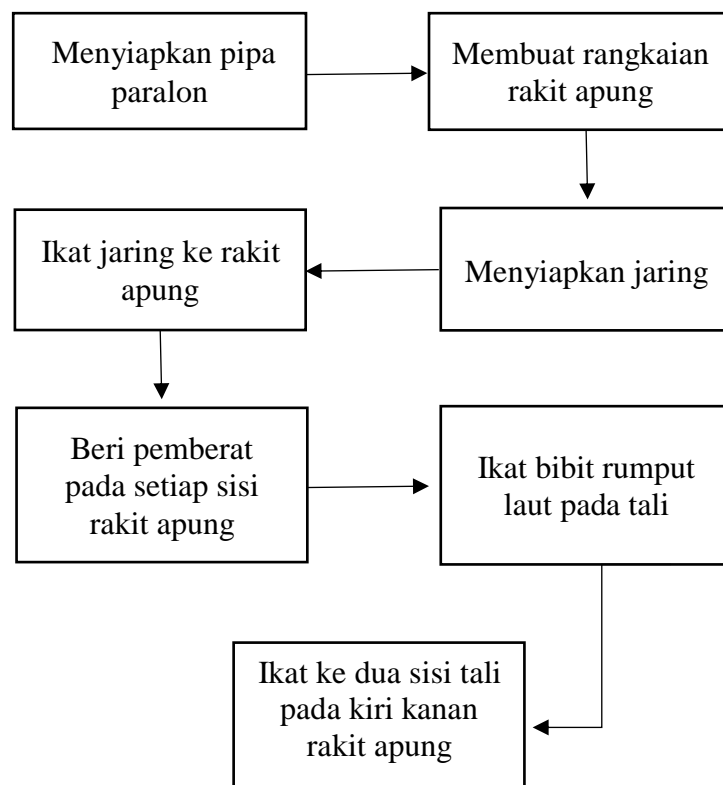 Menyiapkan pipa
paralon
Membuat rangkaian
rakit apung
Menyiapkan jaring
Ikat jaring ke rakit
apung
Beri pemberat
pada setiap sisi
rakit apung
Ikat bibit rumput
laut pada tali
Ikat ke dua sisi tali
pada kiri kanan
rakit apung